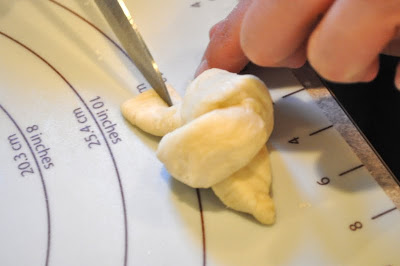 8 inches
20.3 cm
10 inches
25.4 cm
4
6
8